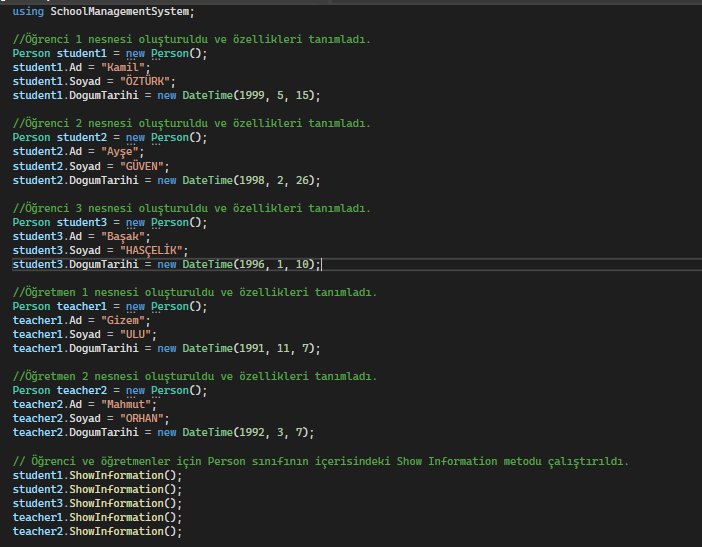 using SchoolManagementSystem;
//Öğrenci 1 nesnesi oluşturuldu ve özellikleri tanımladı.
Person student1 = new Person();
student1.Ad = "Kamil";
student1.Soyad = "ÖZTÜRK";
student1.DogumTarihi = new DateTime(1999, 5, 15);
//Öğrenci 2 nesnesi oluşturuldu ve özellikleri tanımladı.
Person student2 = new Person();
student2.Ad = "Ayşe";
student2.Soyad = "GÜVEN";
student2.DogumTarihi = new DateTime(1998, 2, 26);
//Öğrenci 3 nesnesi oluşturuldu ve özellikleri tanımladı.
Person student3 = new Person();
student3.Ad = "Başak";
student3.Soyad = "HASÇELİK";
student3.DogumTarihi = new DateTime(1996, 1, 10);
//Öğretmen 1 nesnesi oluşturuldu ve özellikleri tanımladı.
Person teacher1 = new Person();
teacher1.Ad = "Gizem";
teacher1.Soyad = "ULU";
teacher1.DogumTarihi = new DateTime(1991, 11, 7);
//Öğretmen 2 nesnesi oluşturuldu ve özellikleri tanımladı.
Person teacher2 = new Person();
teacher2.Ad = "Mahmut";
teacher2.Soyad = "ORHAN";
teacher2.DogumTarihi = new DateTime(1992, 3, 7);
// Öğrenci ve öğretmenler için Person sınıfının içerisindeki Show Information metodu çalıştırıldı.
student1.ShowInformation();
student2.ShowInformation();
student3.ShowInformation();
teacher1.ShowInformation();
teacher2.ShowInformation();